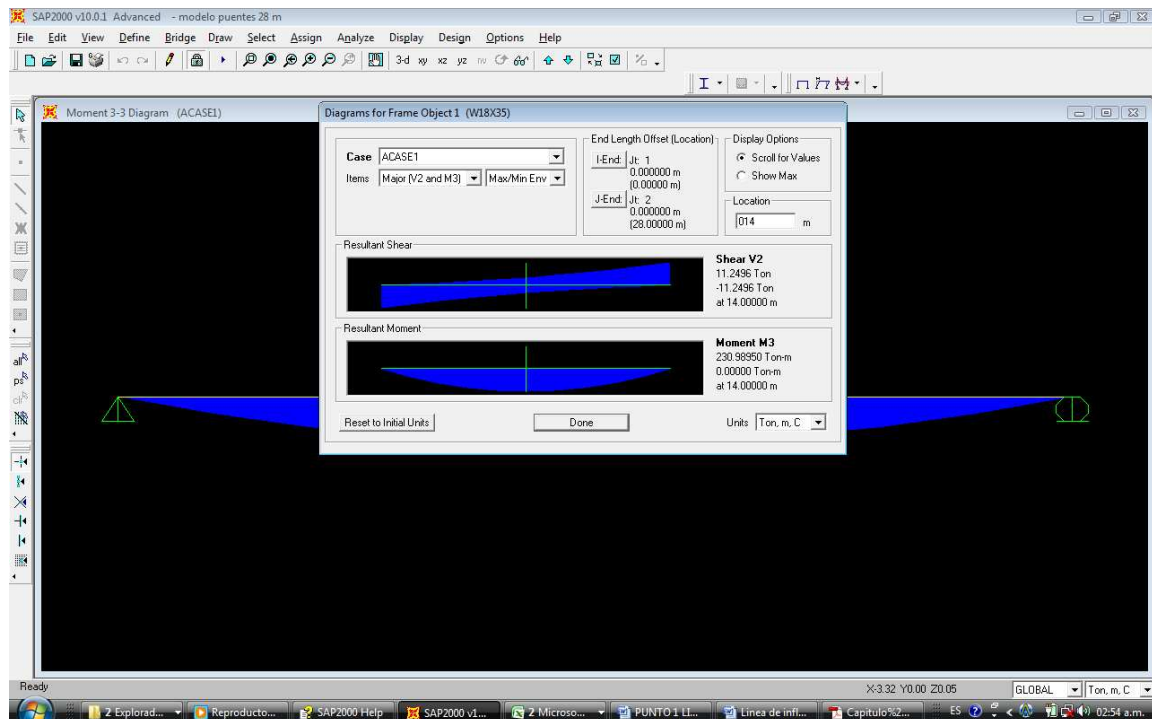 SAP2000 v10.0.1 Advanced - modelo puentes 28 m
File Edit View Define Bridge Draw Select Assign Analyze Display Design Options Help
3-d xy xz yz nv
Moment 3-3 Diagram (ACASE1)
Diagrams for Frame Object 1 (W18X35)
Case ACASE1
Items Major (V2 and M3) Max/Min Env
End Length Offset (Location)
I-End: Jt: 1
0.000000 m
(0.00000 m)
J-End: Jt: 2
0.000000 m
(28.00000 m)
Display Options
Scroll for Values
Show Max
Location
014 m
Resultant Shear
Shear V2
11.2496 Ton
-11.2496 Ton
at 14.00000 m
Resultant Moment
Moment M3
230.98950 Ton-m
0.00000 Ton-m
at 14.00000 m
Reset to Initial Units
Done
Units Ton, m, C
all
ps
clr
Ready
X-3.32 Y0.00 Z0.05
GLOBAL
Ton, m, C
2 Explorad...
Reproducto...
SAP2000 Help
SAP2000 v1...
2 Microso...
PUNTO 1 LI...
Linea de infl...
Capitulo%2...
ES
02:54 a.m.